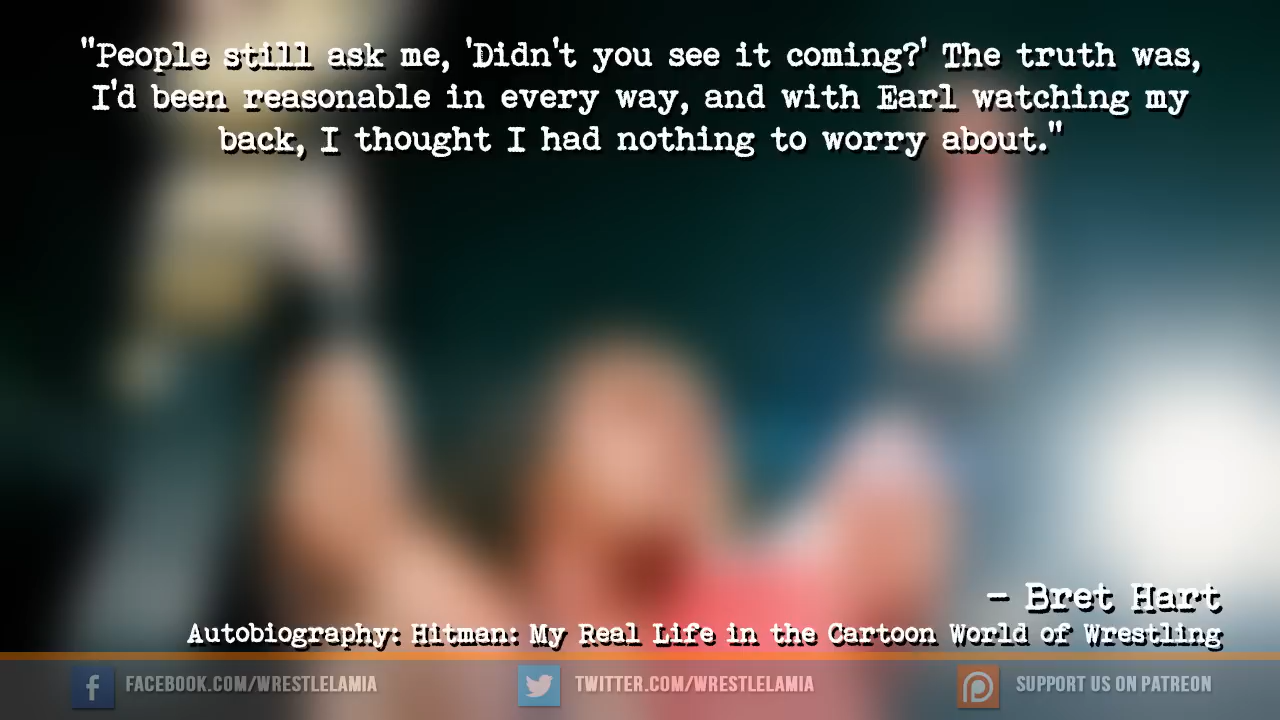 "People still ask me, 'Didn't you see it coming?' The truth was,
I'd been reasonable in every way, and with Earl watching my
back, I thought I had nothing to worry about."
– Bret Hart
Autobiography: Hitman: My Real Life in the Cartoon World of Wrestling
FACEBOOK.COM/WRESTLELAMIA
TWITTER.COM/WRESTLELAMIA
SUPPORT US ON PATREON